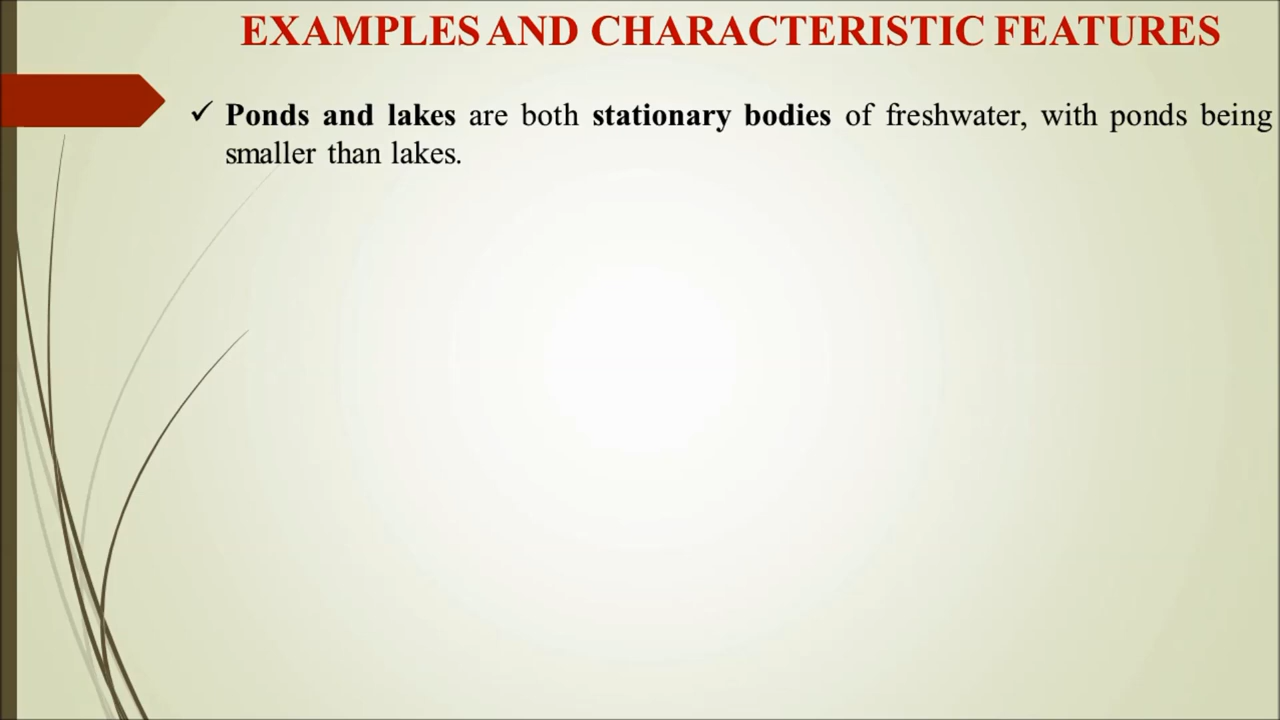 EXAMPLES AND CHARACTERISTIC FEATURES
✓ Ponds and lakes are both stationary bodies of freshwater, with ponds being
smaller than lakes.